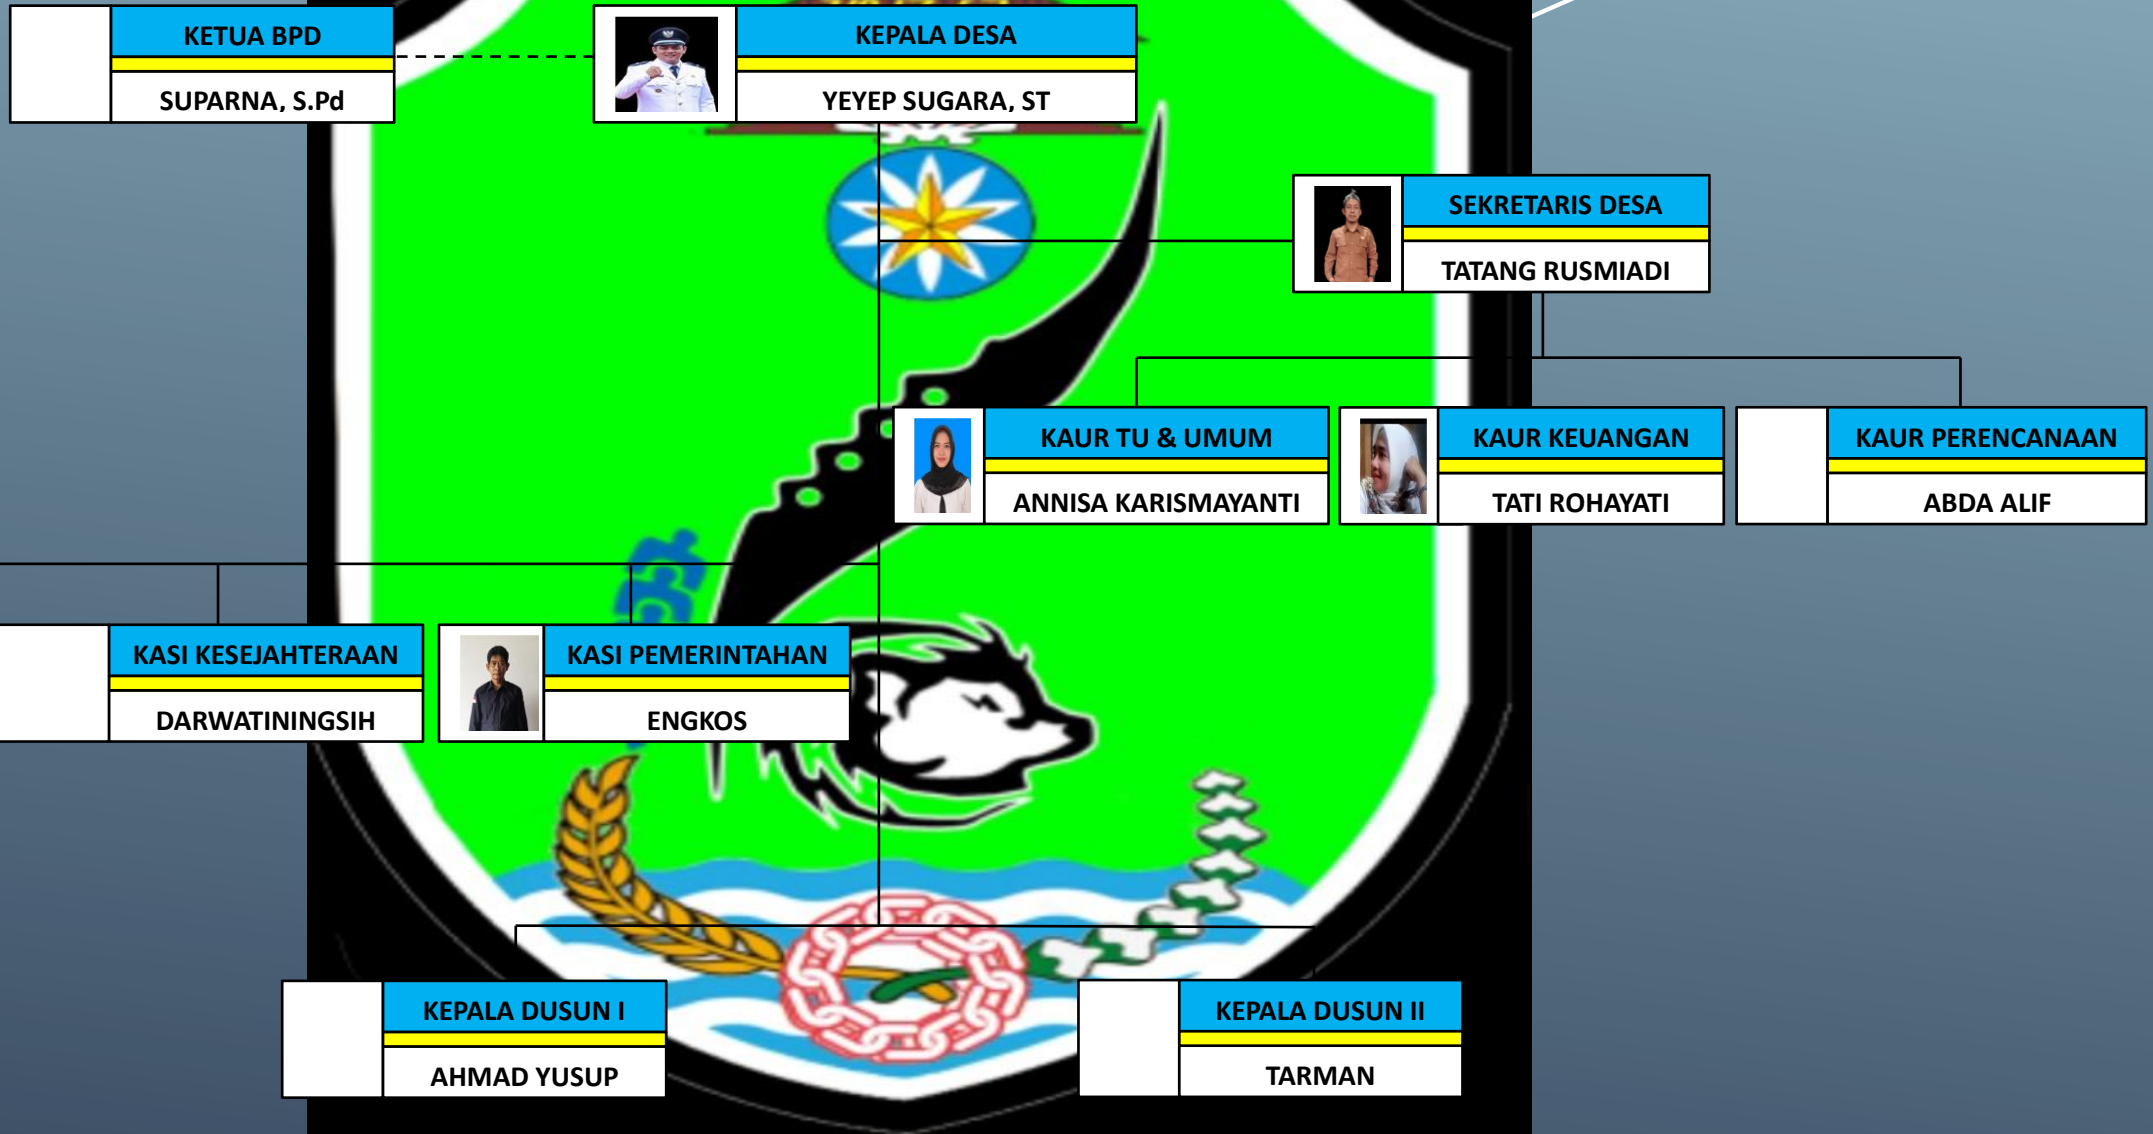 KETUA BPD
SUPARNA, S.Pd
KEPALA DESA
YEYEP SUGARA, ST
SEKRETARIS DESA
TATANG RUSMIADI
KAUR TU & UMUM
ANNISA KARISMAYANTI
KAUR KEUANGAN
TATI ROHAYATI
KAUR PERENCANAAN
ABDA ALIF
KASI KESEJAHTERAAN
DARWATININGSIH
KASI PEMERINTAHAN
ENGKOS
KEPALA DUSUN I
AHMAD YUSUP
KEPALA DUSUN II
TARMAN